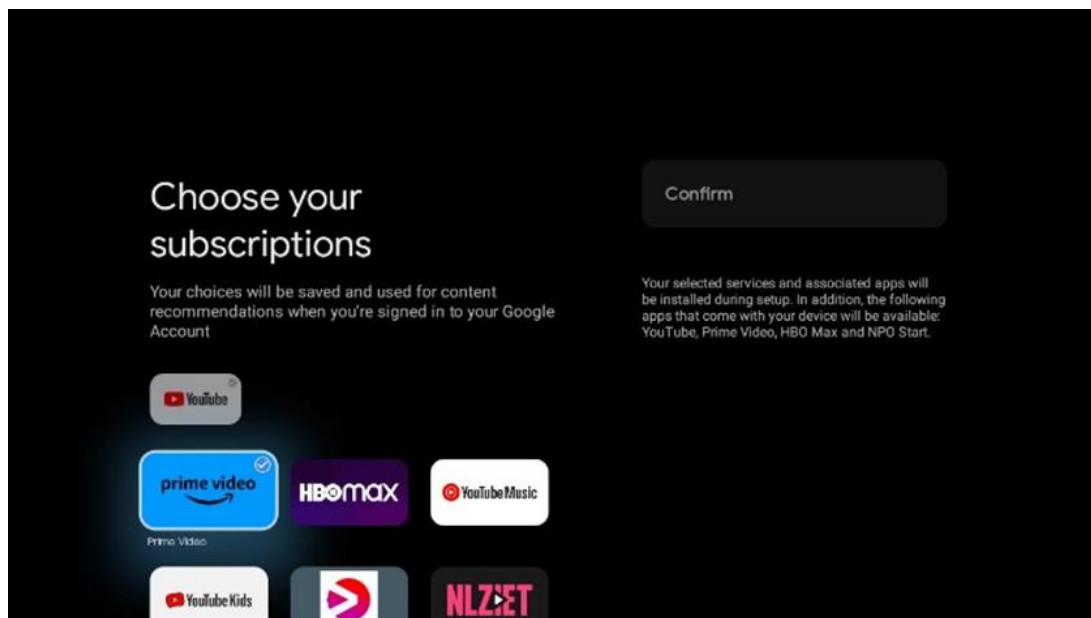 Choose your
subscriptions
Your choices will be saved and used for content
recommendations when you're signed in to your Google
Account
YouTube
prime video
HBOmax
YouTube Music
Prime Video
YouTube Kids
NLZIET
Confirm
Your selected services and associated apps will
be installed during setup. In addition, the following
apps that come with your device will be available:
YouTube, Prime Video, HBO Max and NPO Start.